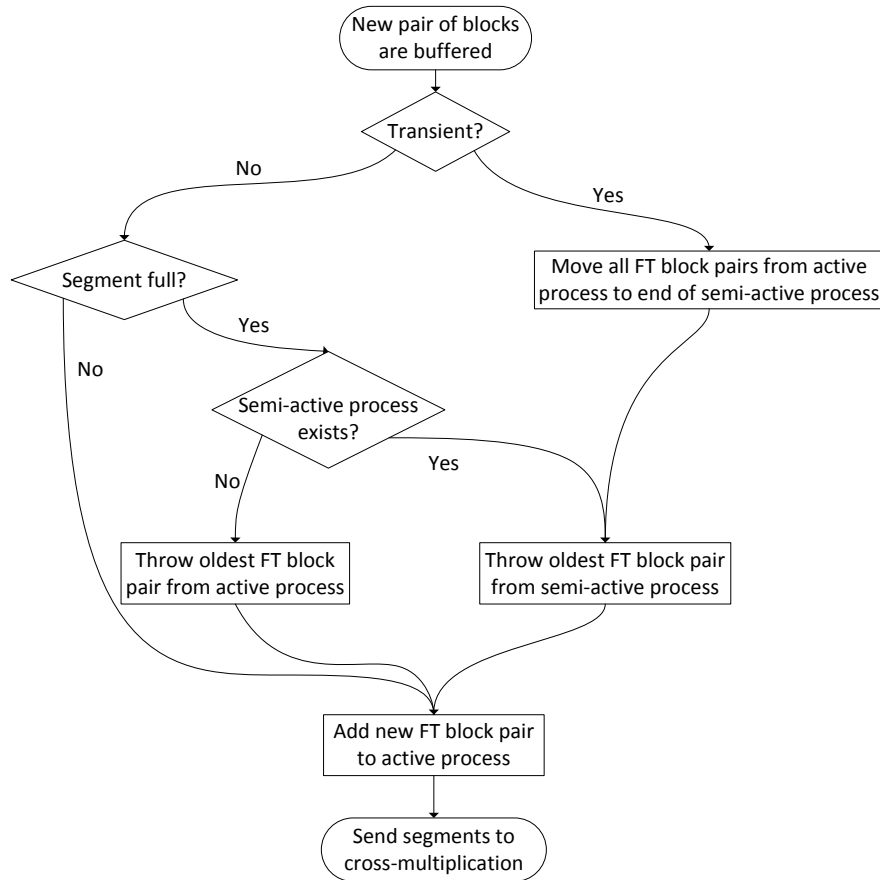 New pair of blocks
are buffered
Transient?
No
Yes
Segment full?
Move all FT block pairs from active
process to end of semi-active process
Yes
No
Semi-active process
exists?
No
Yes
Throw oldest FT block
pair from active process
Throw oldest FT block pair
from semi-active process
Add new FT block pair
to active process
Send segments to
cross-multiplication